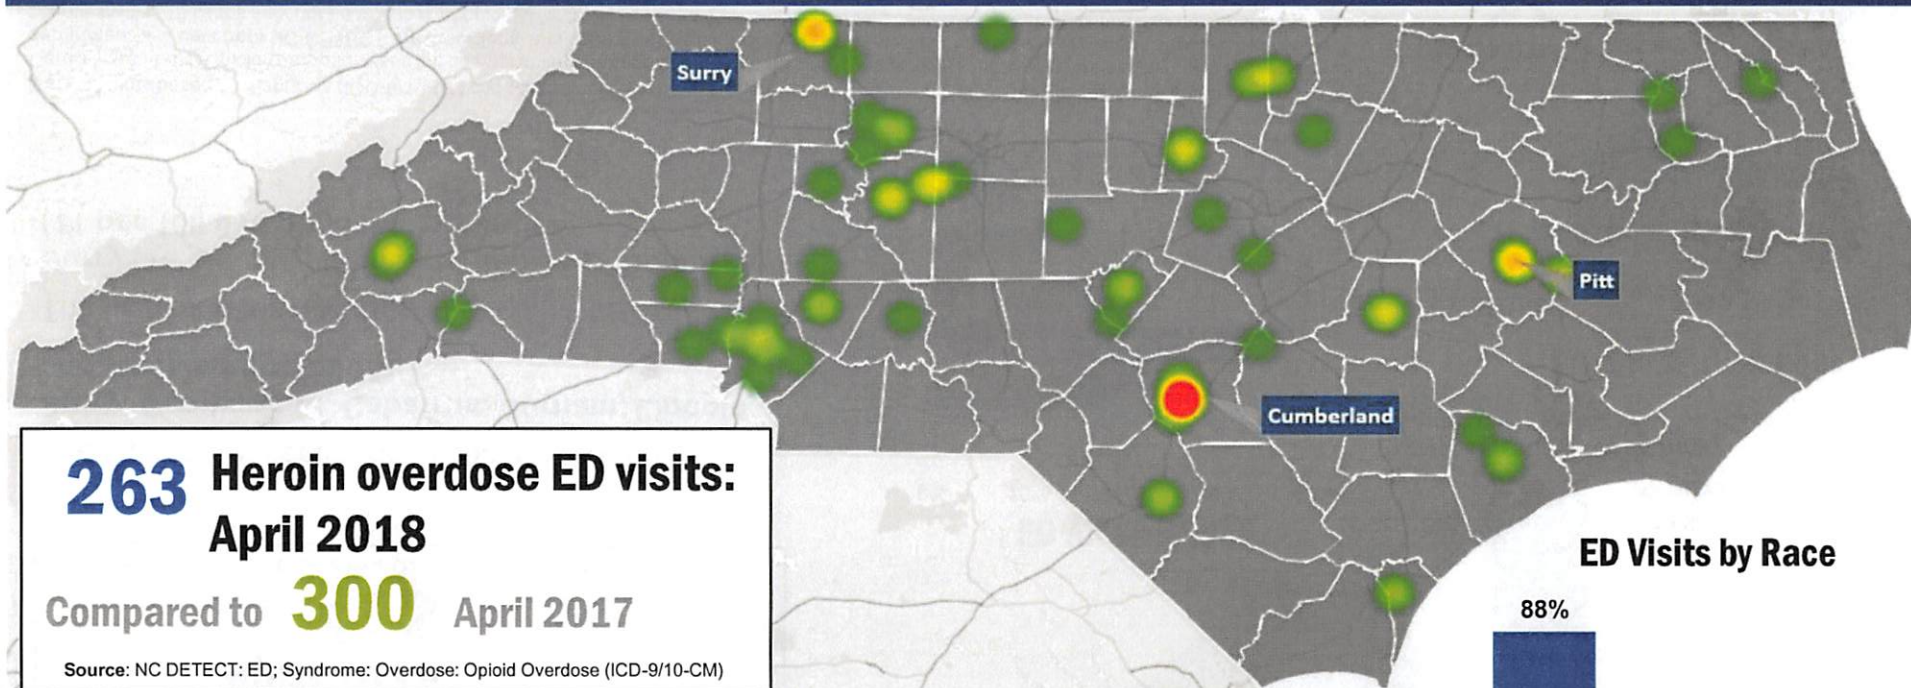 Surry
Pitt
Cumberland
263 Heroin overdose ED visits:
April 2018
Compared to 300 April 2017
Source: NC DETECT: ED; Syndrome: Overdose: Opioid Overdose (ICD-9/10-CM)
ED Visits by Race
88%